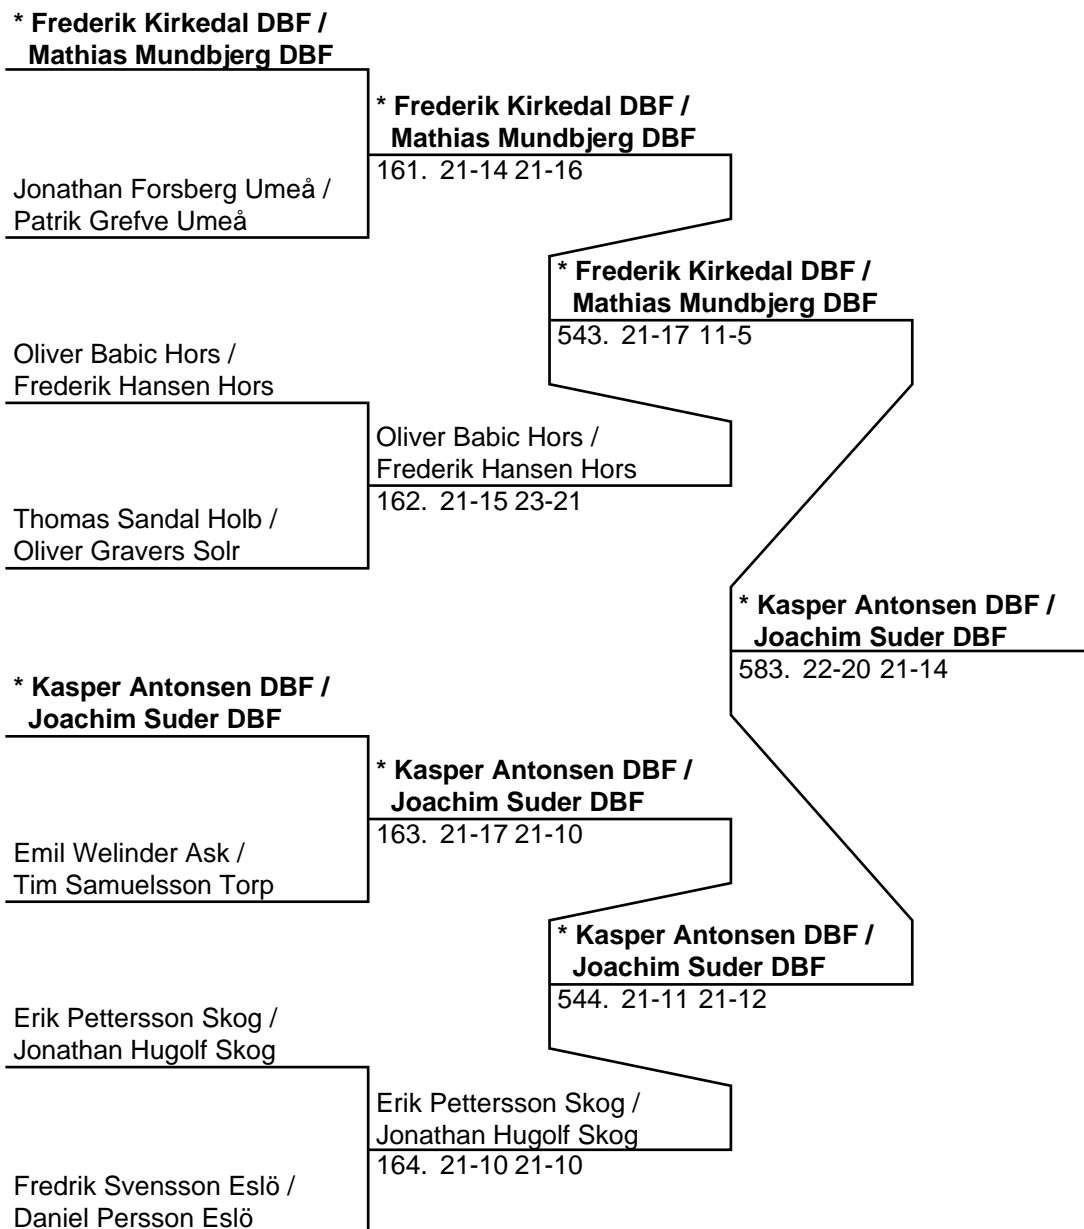 * Frederik Kirkedal DBF /
Mathias Mundbjerg DBF
* Frederik Kirkedal DBF /
Mathias Mundbjerg DBF
161. 21-14 21-16
Jonathan Forsberg Umeå /
Patrik Grefve Umeå
* Frederik Kirkedal DBF /
Mathias Mundbjerg DBF
543. 21-17 11-5
Oliver Babic Hors /
Frederik Hansen Hors
Oliver Babic Hors /
Frederik Hansen Hors
162. 21-15 23-21
Thomas Sandal Holb /
Oliver Gravers Solr
* Kasper Antonsen DBF /
Joachim Suder DBF
583. 22-20 21-14
* Kasper Antonsen DBF /
Joachim Suder DBF
* Kasper Antonsen DBF /
Joachim Suder DBF
163. 21-17 21-10
Emil Welinder Ask /
Tim Samuelsson Torp
* Kasper Antonsen DBF /
Joachim Suder DBF
544. 21-11 21-12
Erik Pettersson Skog /
Jonathan Hugolf Skog
Erik Pettersson Skog /
Jonathan Hugolf Skog
164. 21-10 21-10
Fredrik Svensson Eslö /
Daniel Persson Eslö